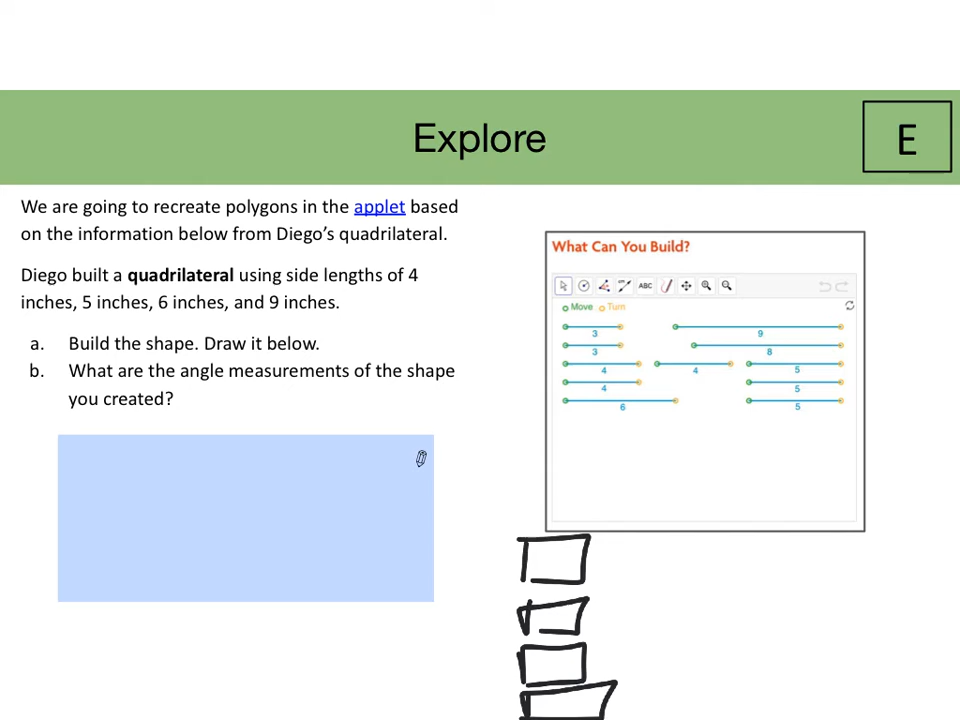 Explore
E
We are going to recreate polygons in the applet based
on the information below from Diego’s quadrilateral.
Diego built a quadrilateral using side lengths of 4
inches, 5 inches, 6 inches, and 9 inches.
a. Build the shape. Draw it below.
b. What are the angle measurements of the shape
you created?
What Can You Build?
ABC
Move Turn
3 9
3 8
4 4 5
4 5
6 5